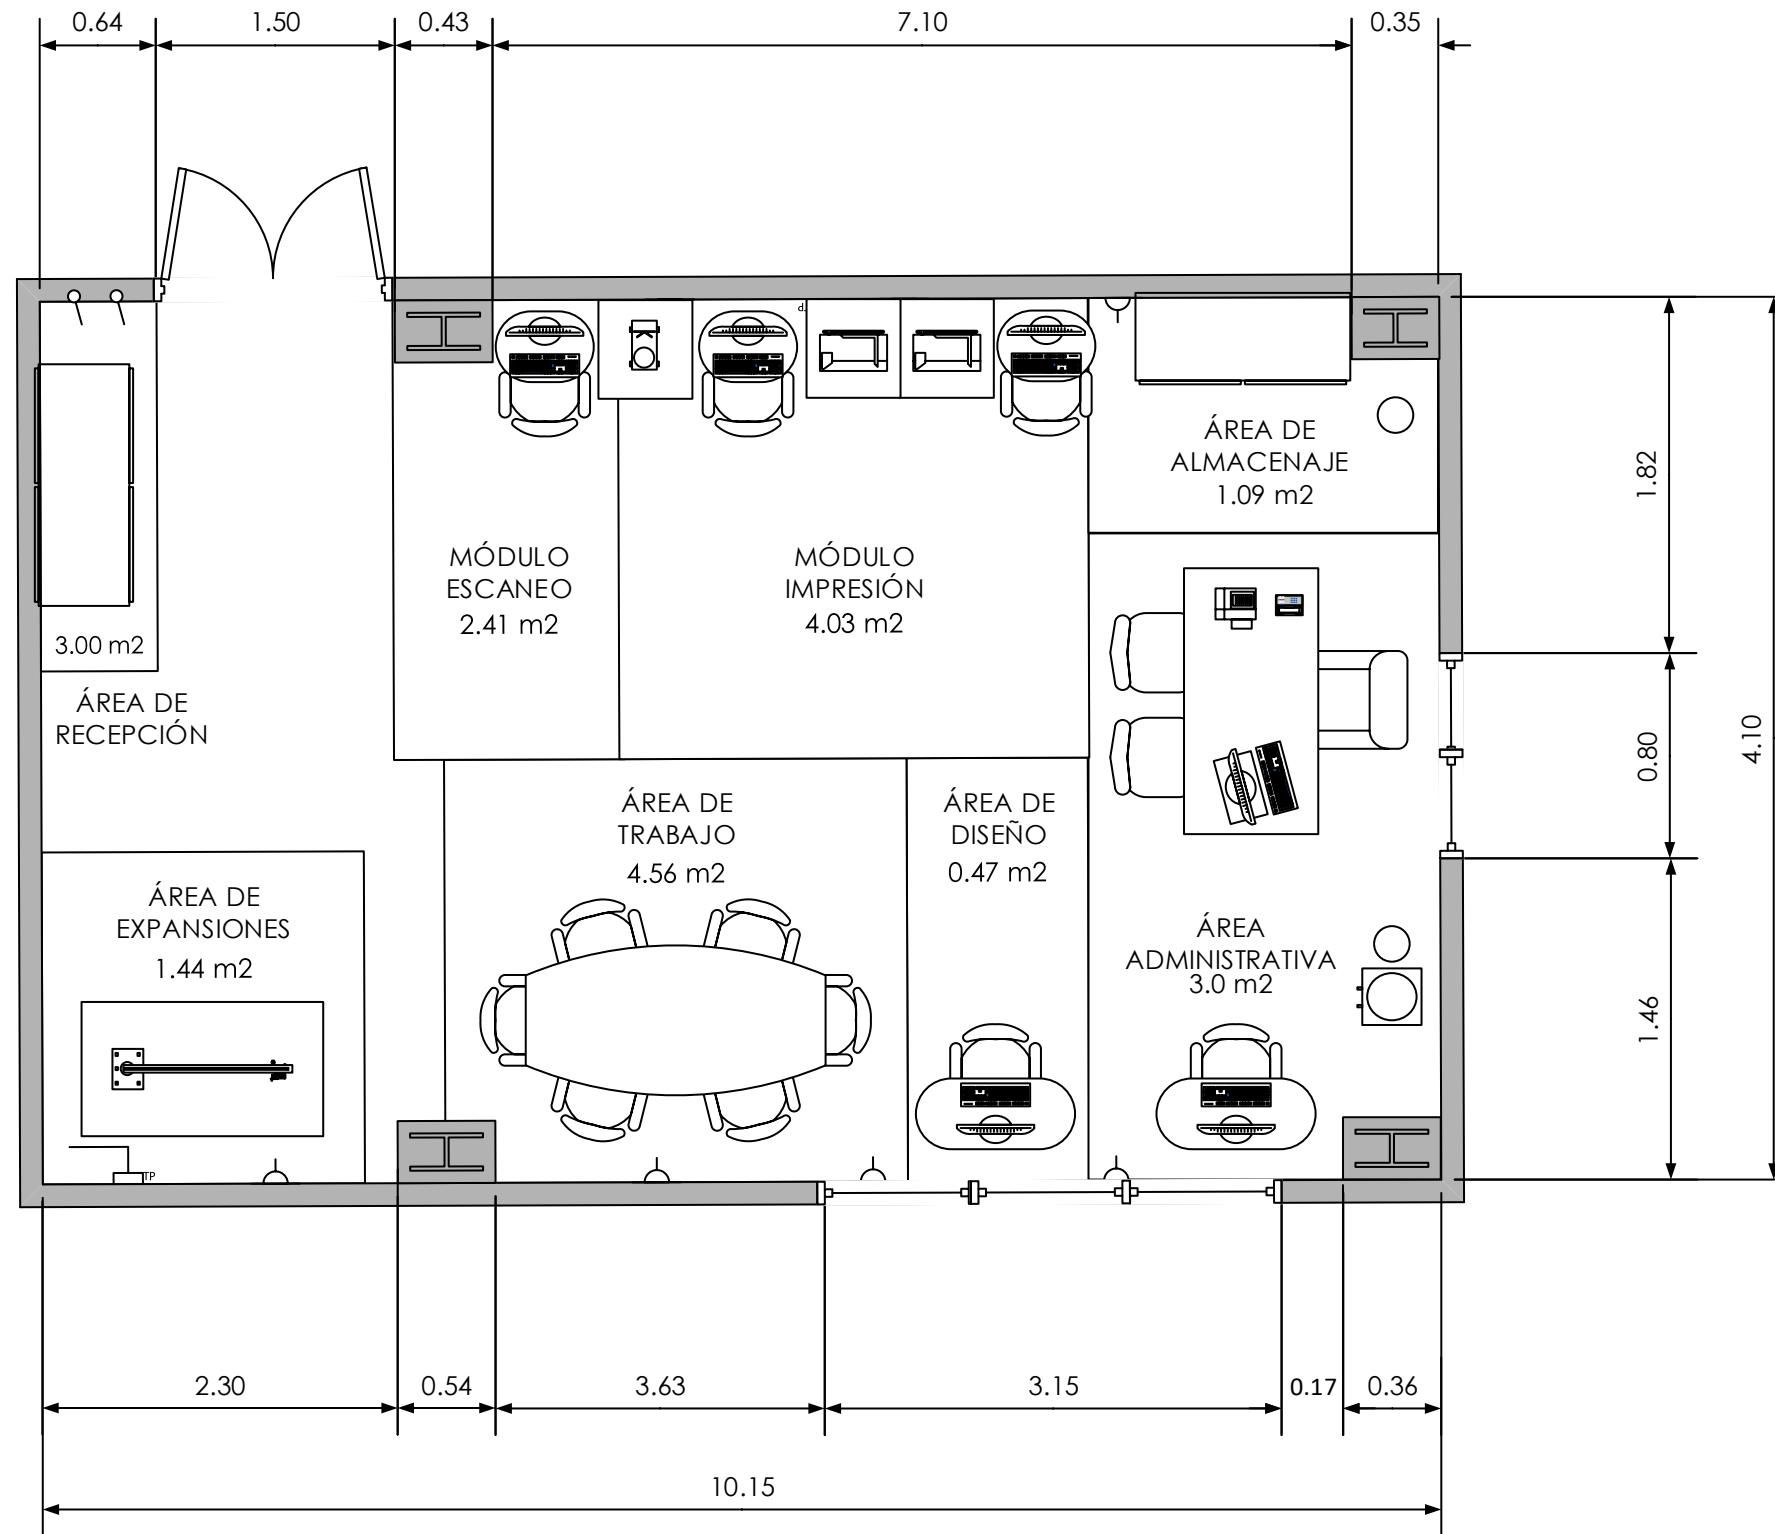 0.64
1.50
0.43
7.10
0.35
d.
ÁREA DE
ALMACENAJE
1.09 m2
1.82
MÓDULO
ESCANEO
2.41 m2
MÓDULO
IMPRESIÓN
4.03 m2
3.00 m2
ÁREA DE
RECEPCIÓN
0.80
4.10
ÁREA DE
TRABAJO
4.56 m2
ÁREA DE
DISEÑO
0.47 m2
ÁREA DE
EXPANSIONES
1.44 m2
ÁREA
ADMINISTRATIVA
3.0 m2
1.46
TP
2.30
0.54
3.63
3.15
0.17
0.36
10.15